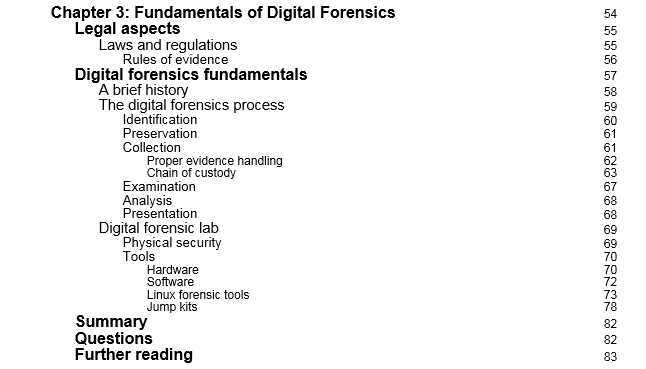 Chapter 3: Fundamentals of Digital Forensics 54
Legal aspects 55
Laws and regulations 55
Rules of evidence 56
Digital forensics fundamentals 57
A brief history 58
The digital forensics process 59
Identification 60
Preservation 61
Collection 61
Proper evidence handling 62
Chain of custody 63
Examination 67
Analysis 68
Presentation 68
Digital forensic lab 69
Physical security 69
Tools 70
Hardware 70
Software 72
Linux forensic tools 73
Jump kits 78
Summary 82
Questions 82
Further reading 83